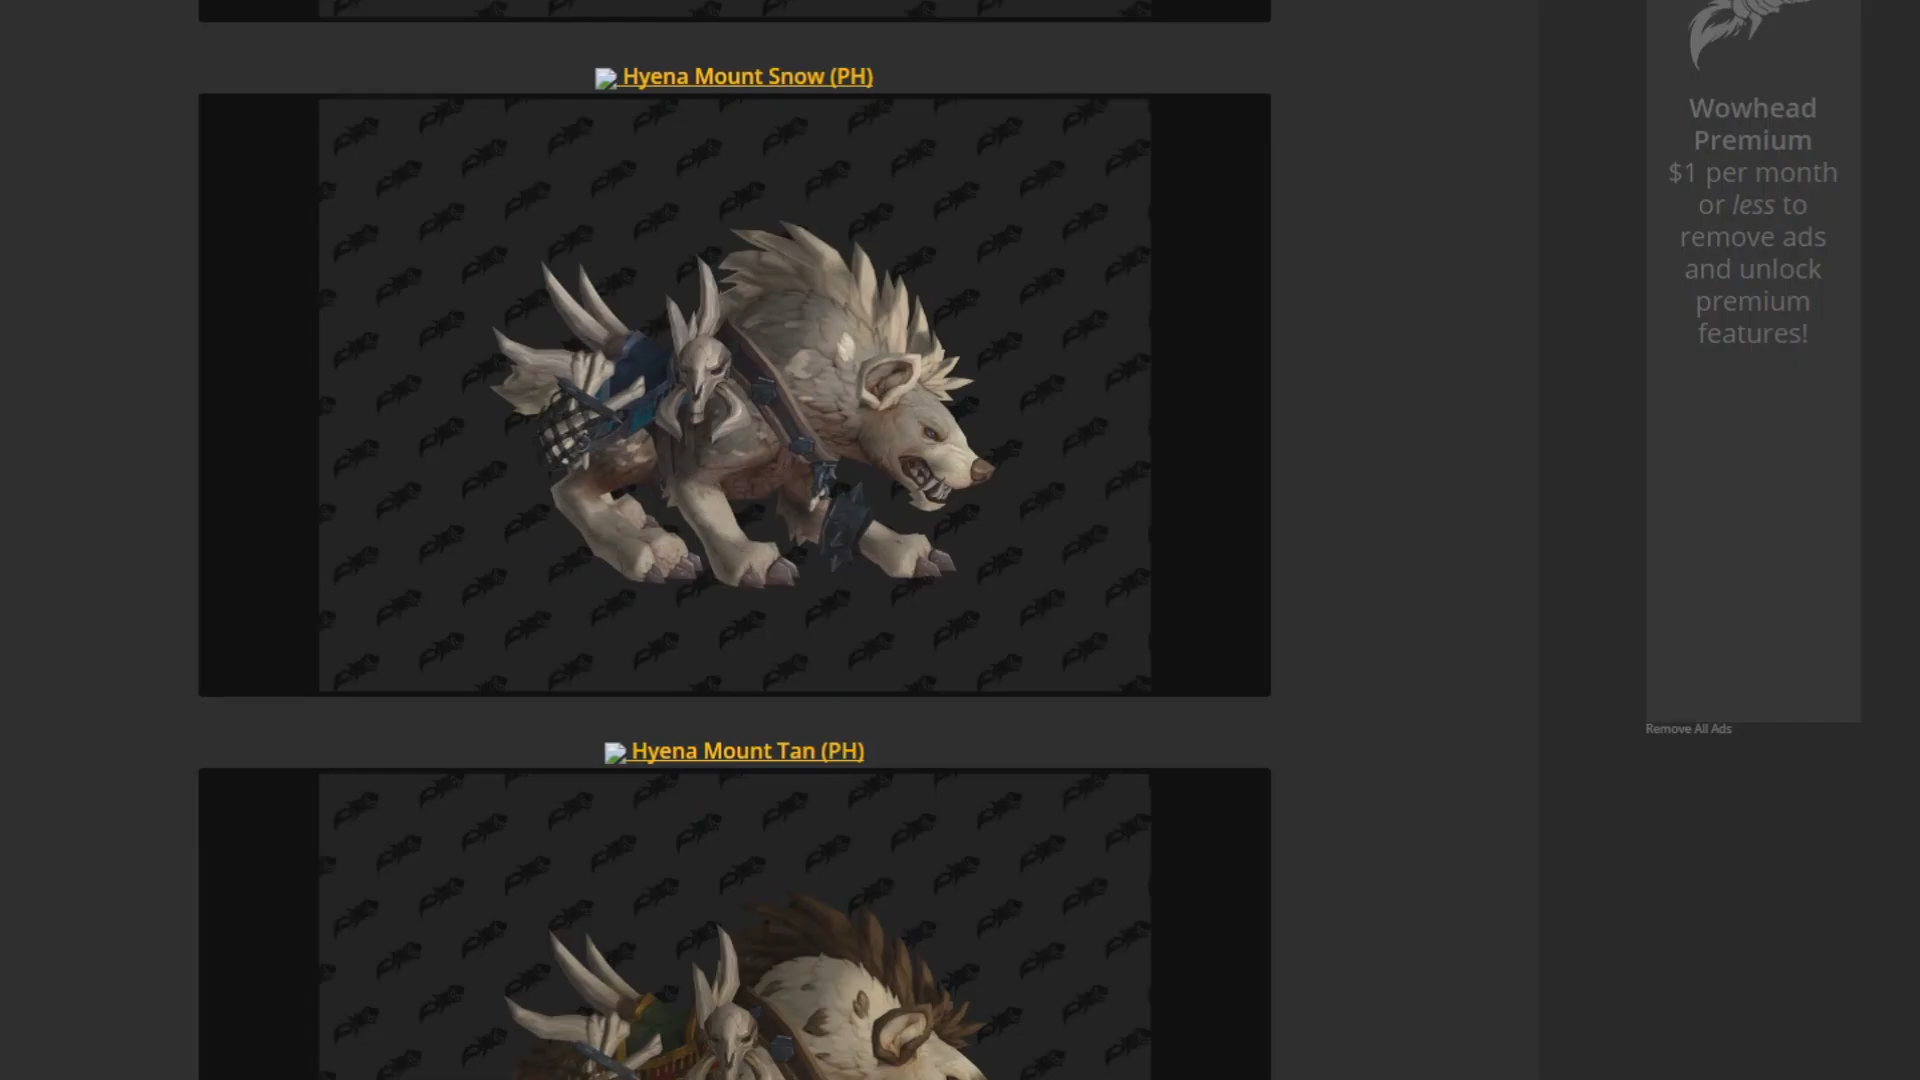 Hyena Mount Snow (PH)
Wowhead
Premium
$1 per month
or less to
remove ads
and unlock
premium
features!
Remove All Ads
Hyena Mount Tan (PH)